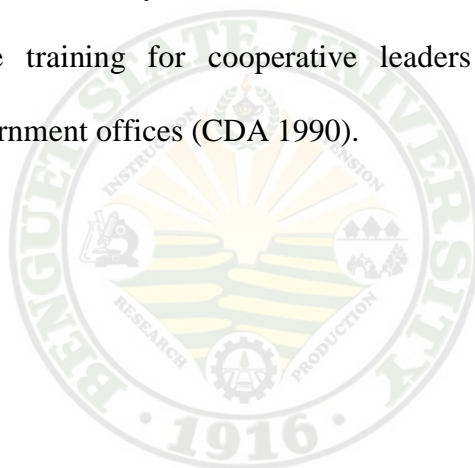 e training for cooperative leaders
rnment offices (CDA 1990).
BENGUET STATE UNIVERSITY
INSTRUCTION
EXTENSION
RESEARCH
PRODUCTION
· 1916 ·